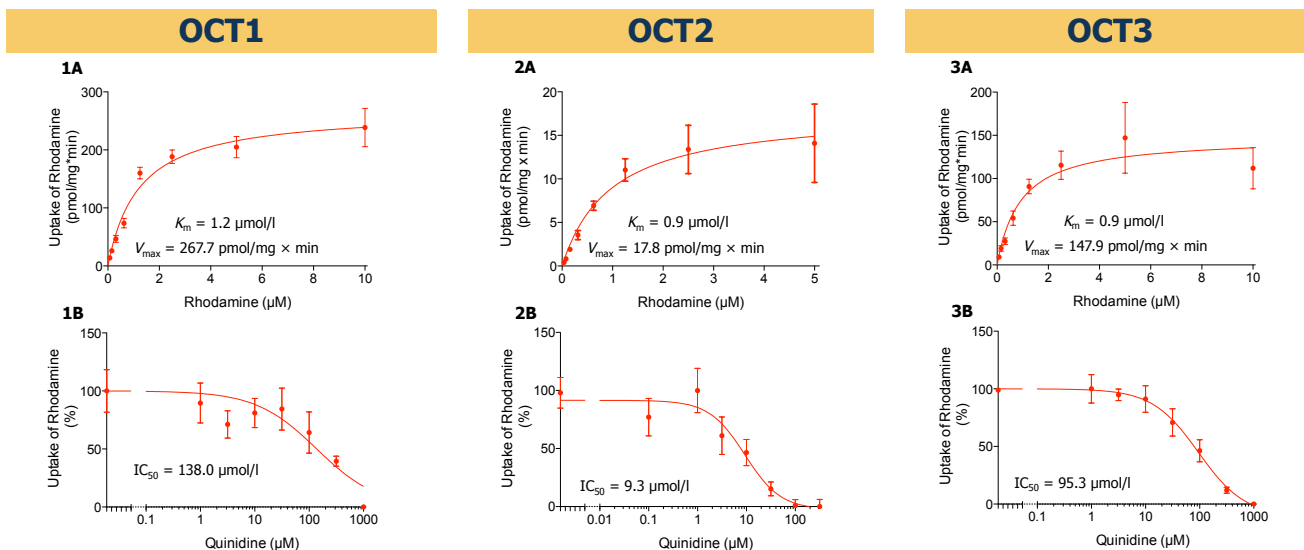 OCT1
OCT2
OCT3
1A
300
200
100
0
Uptake of Rhodamine
(pmol/mg*min)
Km = 1.2 µmol/l
Vmax = 267.7 pmol/mg × min
0 2 4 6 8 10
Rhodamine (µM)
2A
20
15
10
5
0
Uptake of Rhodamine
(pmol/mg x min)
Km = 0.9 µmol/l
Vmax = 17.8 pmol/mg × min
0 1 2 3 4 5
Rhodamine (µM)
3A
200
150
100
50
0
Uptake of Rhodamine
(pmol/mg*min)
Km = 0.9 µmol/l
Vmax = 147.9 pmol/mg × min
0 2 4 6 8 10
Rhodamine (µM)
1B
150
100
50
0
Uptake of Rhodamine
(%)
IC50 = 138.0 µmol/l
0.1 1 10 100 1000
Quinidine (µM)
2B
150
100
50
0
Uptake of Rhodamine
(%)
IC50 = 9.3 µmol/l
0.01 0.1 1 10 100
Quinidine (µM)
3B
150
100
50
0
Uptake of Rhodamine
(%)
IC50 = 95.3 µmol/l
0.1 1 10 100 1000
Quinidine (µM)